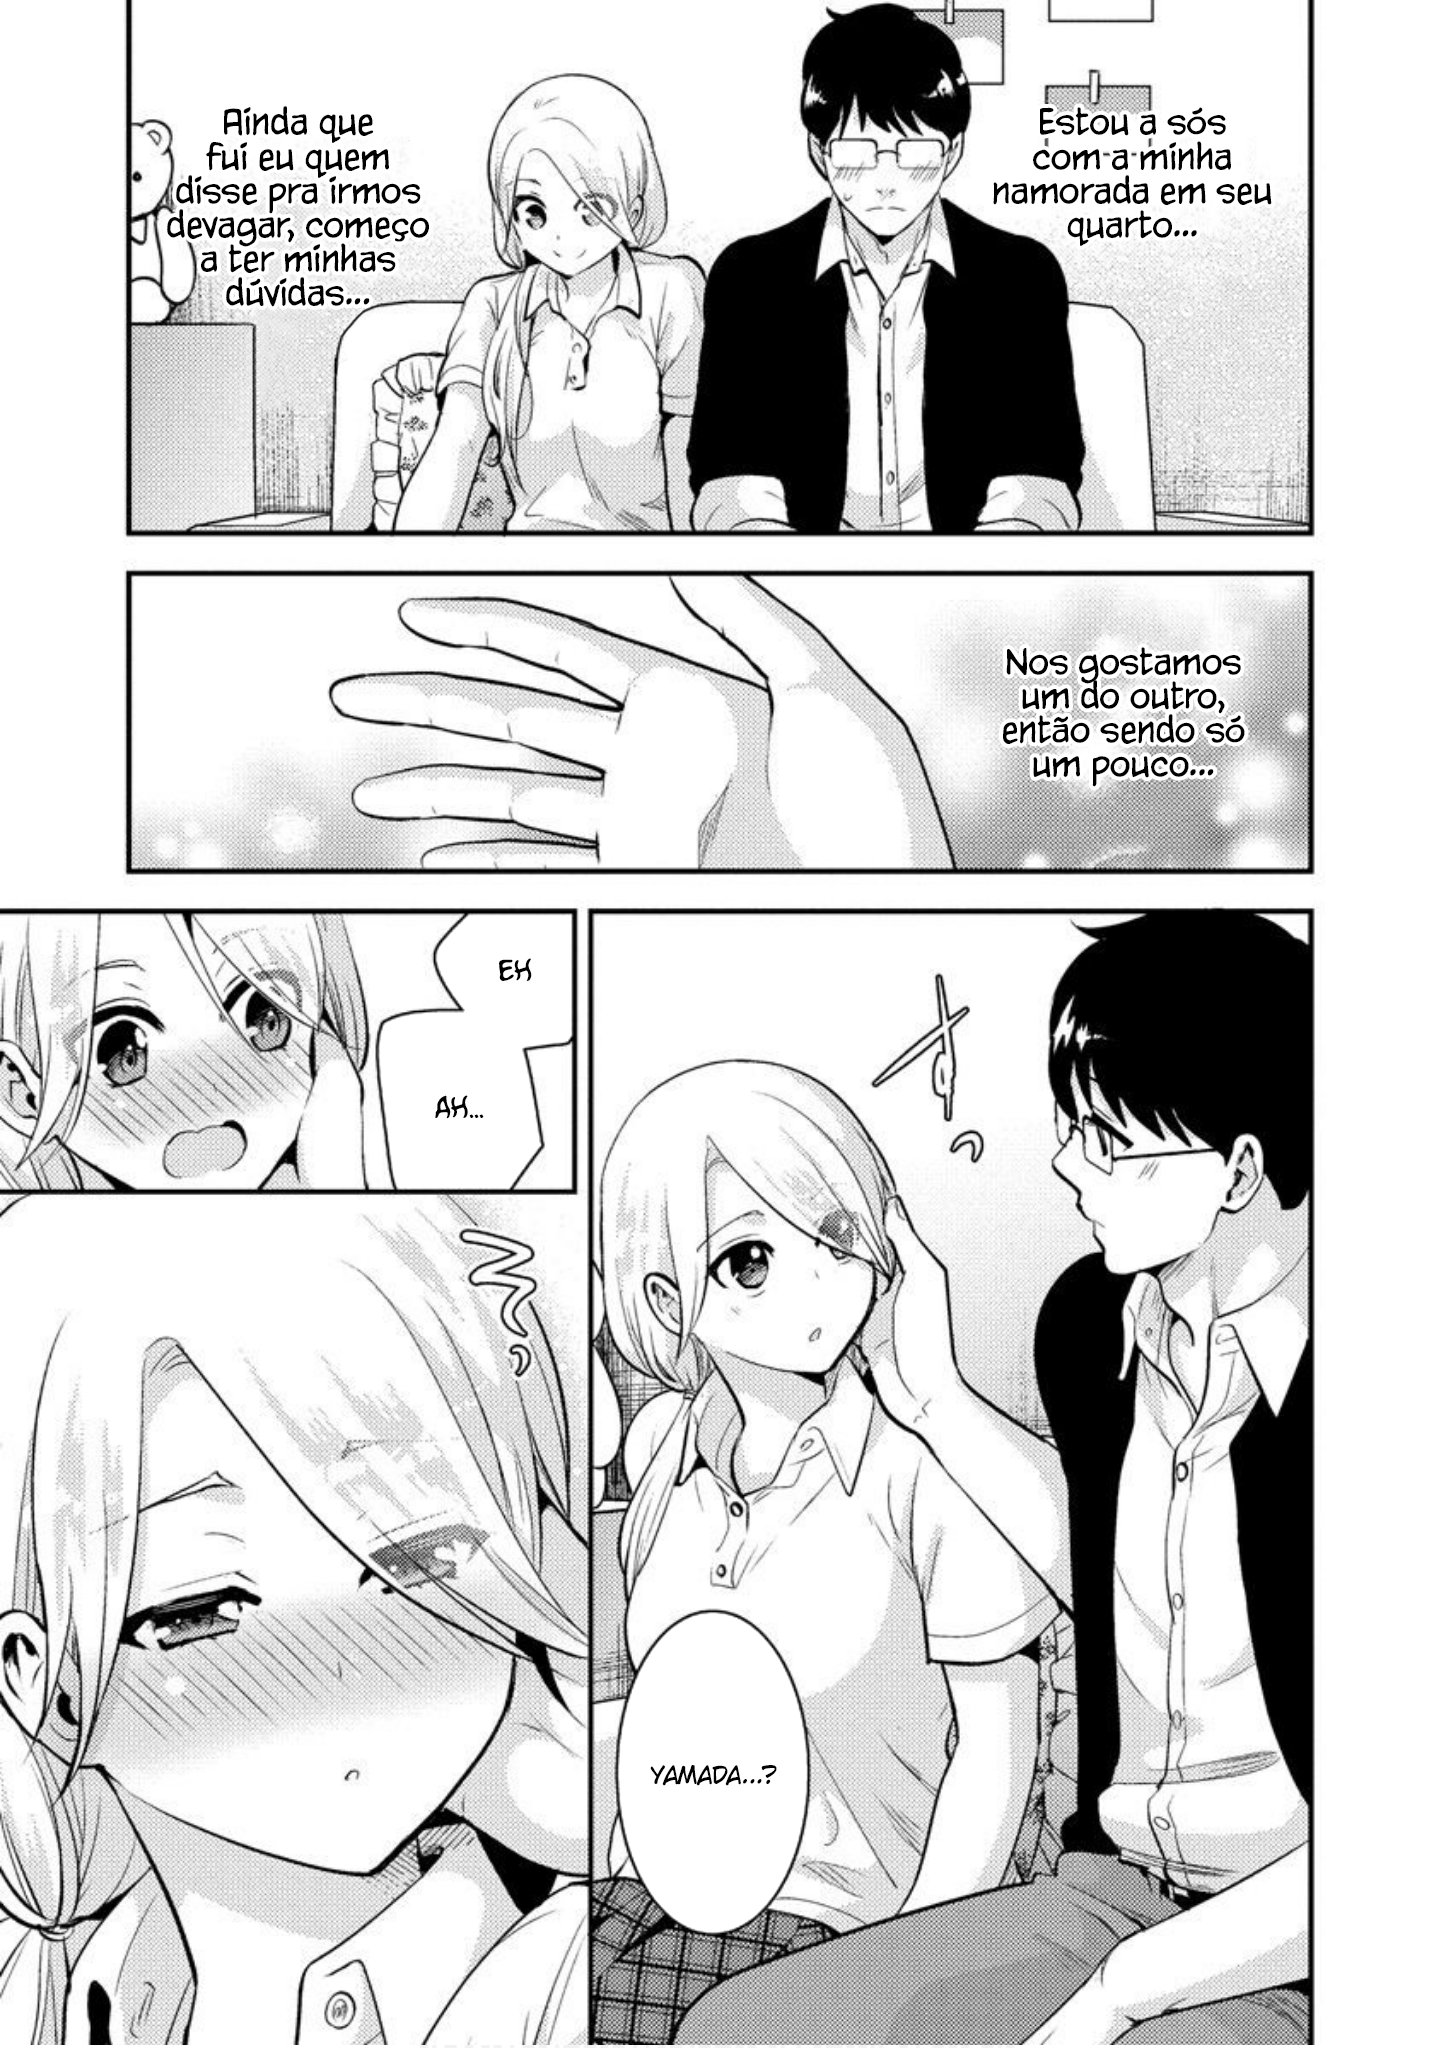 Estou a sós
com a minha
namorada em seu
quarto...
Ainda que
fui eu quem
disse pra irmos
devagar, começo
a ter minhas
dúvidas...
Nos gostamos
um do outro,
então sendo só
um pouco...
YAMADA...?
EH
AH...